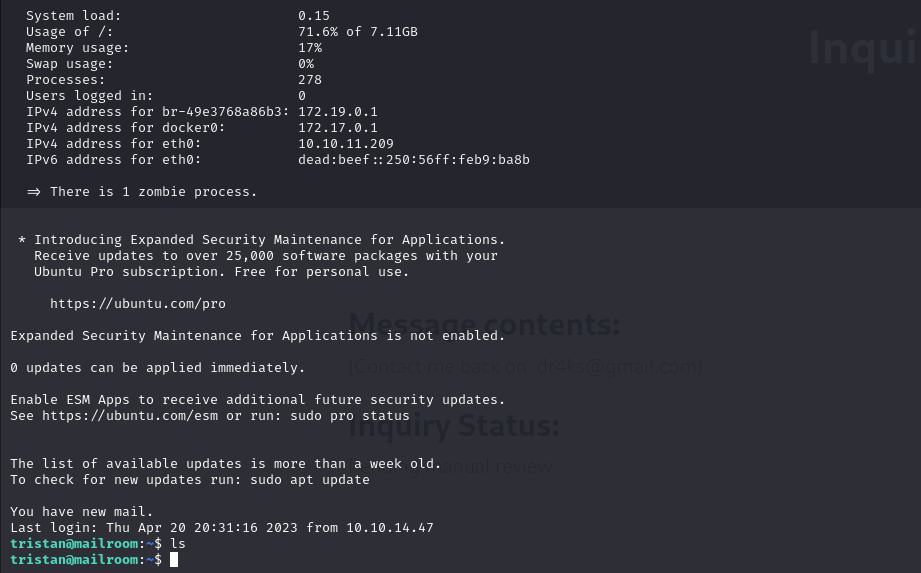 System load: 0.15
Usage of /: 71.6% of 7.11GB
Memory usage: 17%
Swap usage: 0%
Processes: 278
Users logged in: 0
IPv4 address for br-49e3768a86b3: 172.19.0.1
IPv4 address for docker0: 172.17.0.1
IPv4 address for eth0: 10.10.11.209
IPv6 address for eth0: dead:beef::250:56ff:feb9:ba8b
=> There is 1 zombie process.
Inqui
* Introducing Expanded Security Maintenance for Applications.
Receive updates to over 25,000 software packages with your
Ubuntu Pro subscription. Free for personal use.
https://ubuntu.com/pro
Message contents:
Expanded Security Maintenance for Applications is not enabled.
(Contact me back on: dr4ks@gmail.com)
0 updates can be applied immediately.
Enable ESM Apps to receive additional future security updates.
See https://ubuntu.com/esm or run: sudo pro status
Inquiry Status:
The list of available updates is more than a week old.
manual review
To check for new updates run: sudo apt update
You have new mail.
Last login: Thu Apr 20 20:31:16 2023 from 10.10.14.47
tristan@mailroom:~$ ls
tristan@mailroom:~$